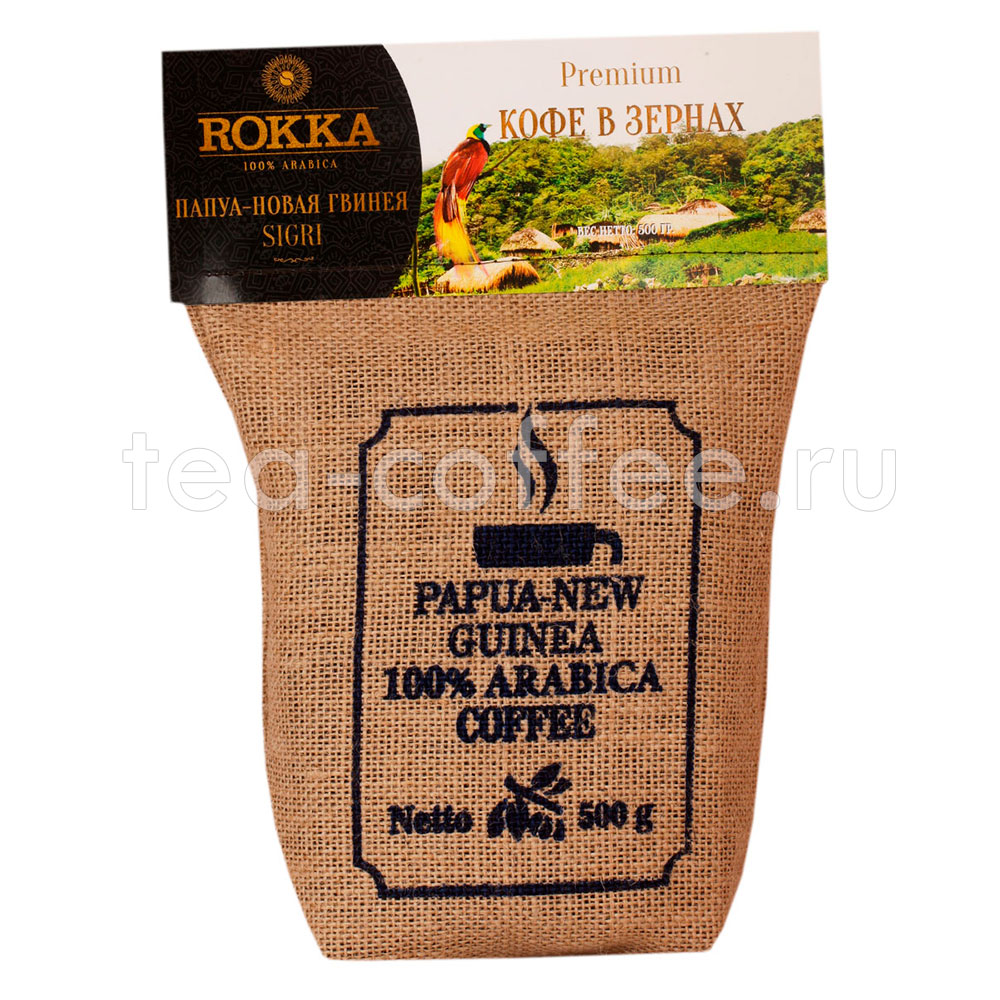 ROKKA
100% ARABICA
ПАПУА-НОВАЯ ГВИНЕЯ
SIGRI
Premium
КОФЕ В ЗЕРНАХ
ВЕС НЕТТО: 500 ГР.
tea-coffee.ru
PAPUA-NEW
GUINEA
100% ARABICA
COFFEE
Netto 500 g